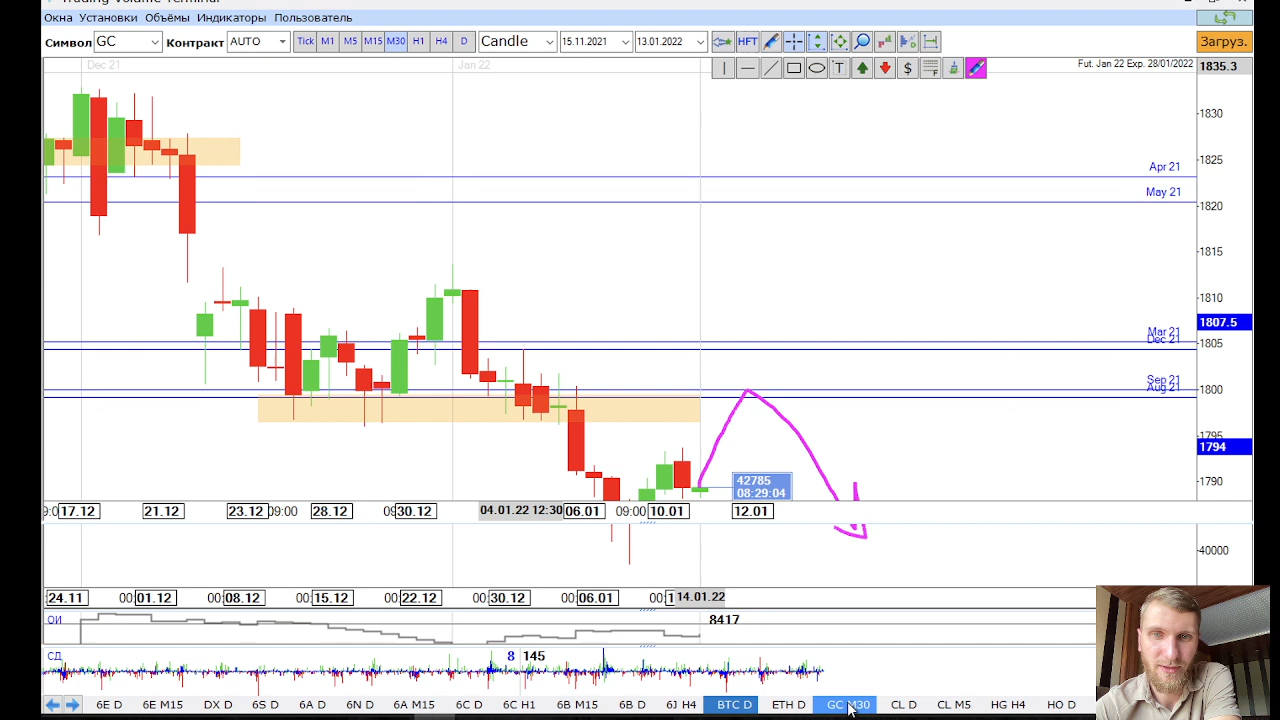 Trading Volume Terminal
Окна Установки Объёмы Индикаторы Пользователь
Символ GC Контракт AUTO Tick M1 M5 M15 M30 H1 H4 D Candle 15.11.2021 13.01.2022 HFT Загруз.
T $ F
Dec 21 Jan 22 Fut. Jan 22 Exp. 28/01/2022 1835.3
1830
1825
Apr 21
May 21
1820
1815
1810
1807.5
Mar 21
Dec 21
1805
Sep 21
Aug 21
1800
1795
1794
42785
08:29:04
1790
17.12 21.12 23.12 09:00 28.12 30.12 04.01.22 12:30 06.01 09:00 10.01 12.01
40000
24.11 00: 01.12 00: 08.12 00: 15.12 00: 22.12 00: 30.12 00: 06.01 00: 14.01.22
ОИ 8417
СД 8 145
6E D 6E M15 DX D 6S D 6A D 6A M15 6C D 6C H1 6B M15 6B D 6J H4 BTC D ETH D GC M30 CL D CL M5 HG H4 HO D